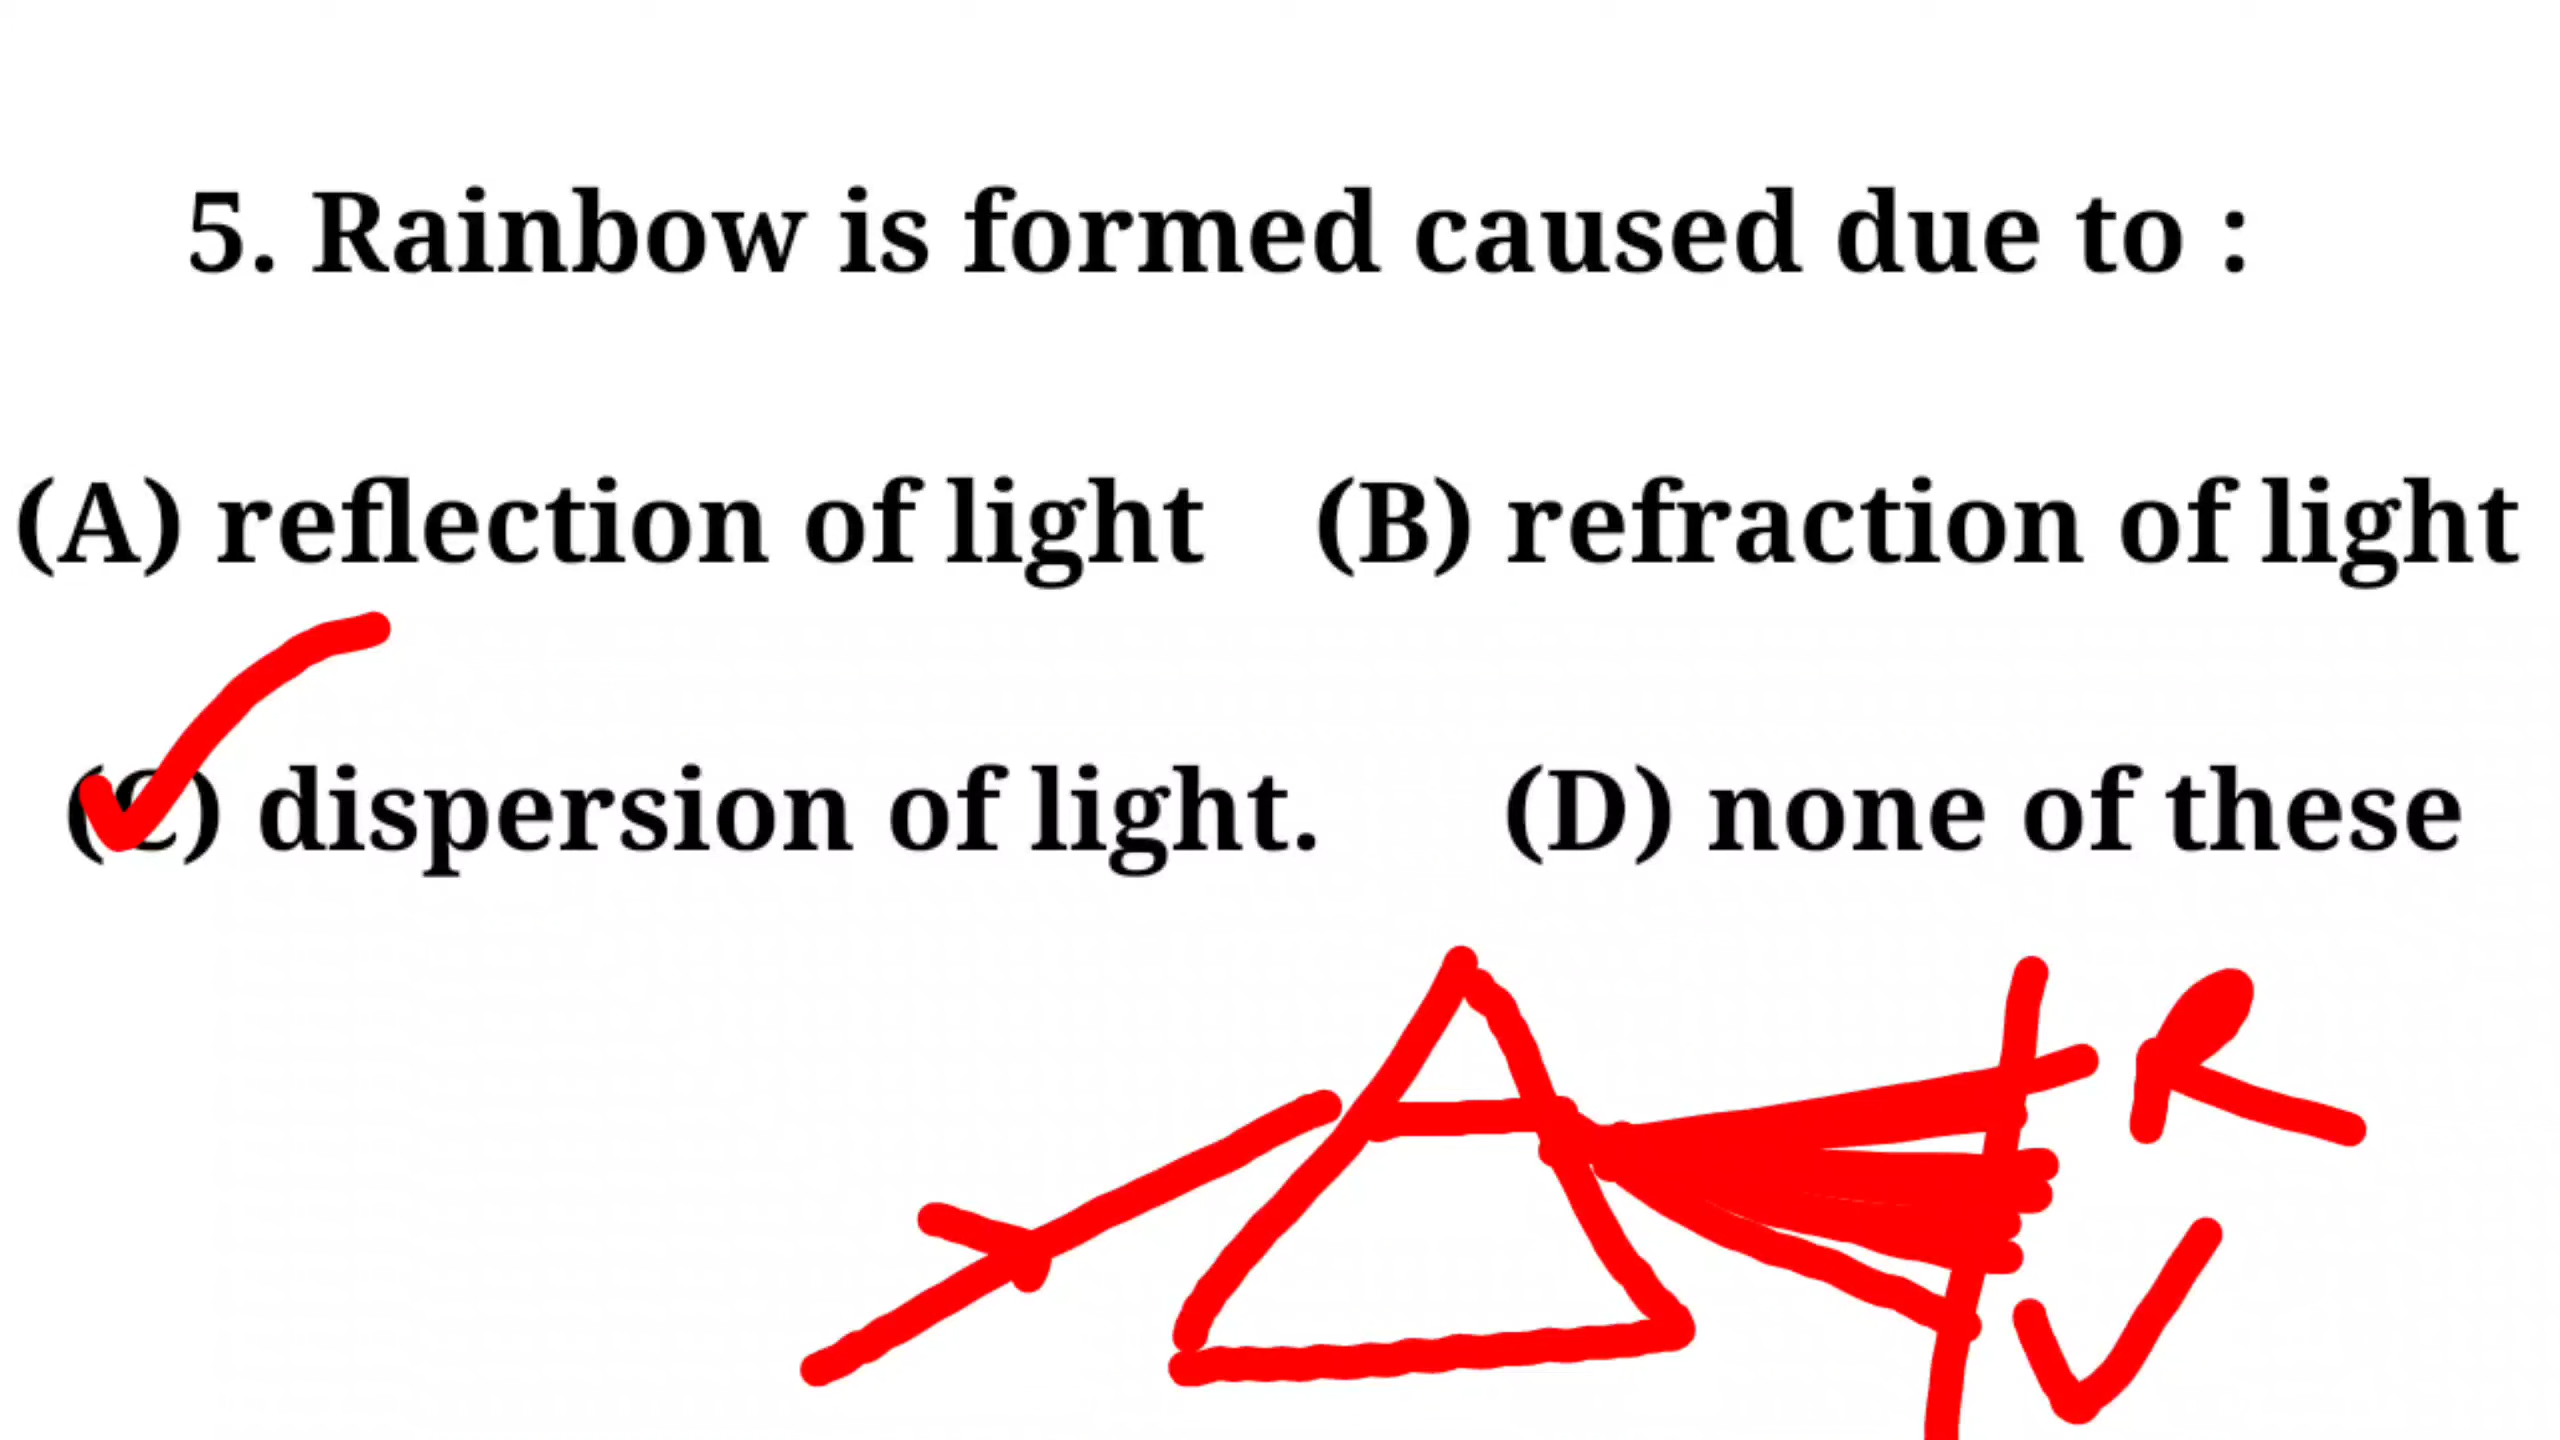 5. Rainbow is formed caused due to :
(A) reflection of light (B) refraction of light
(C) dispersion of light. (D) none of these
R
V